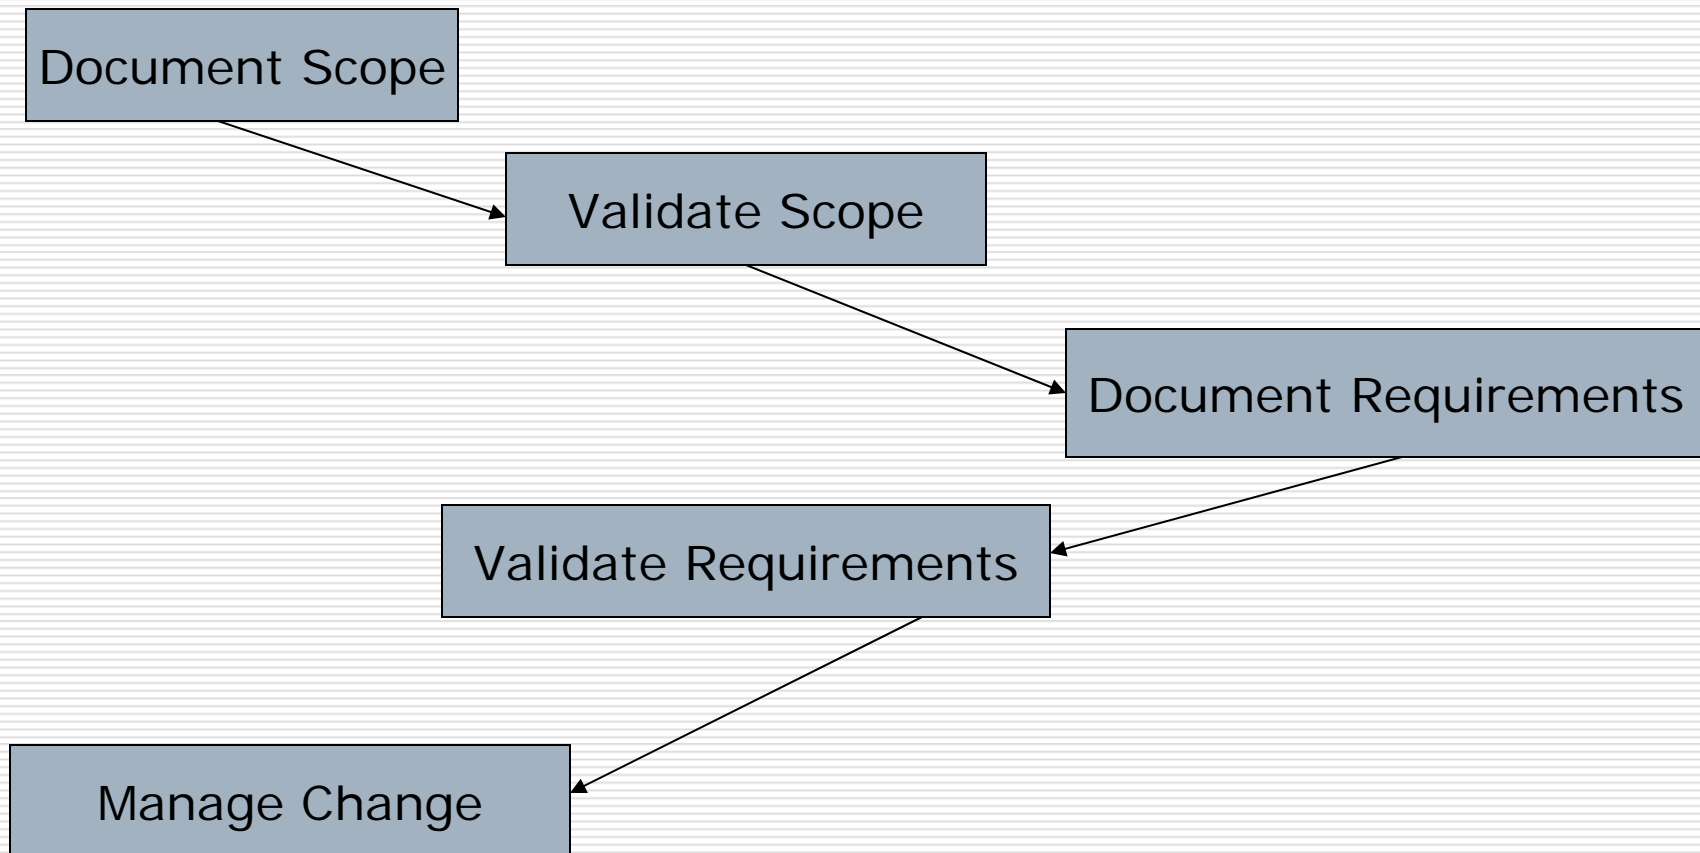 Document Scope
Validate Scope
Document Requirements
Validate Requirements
Manage Change